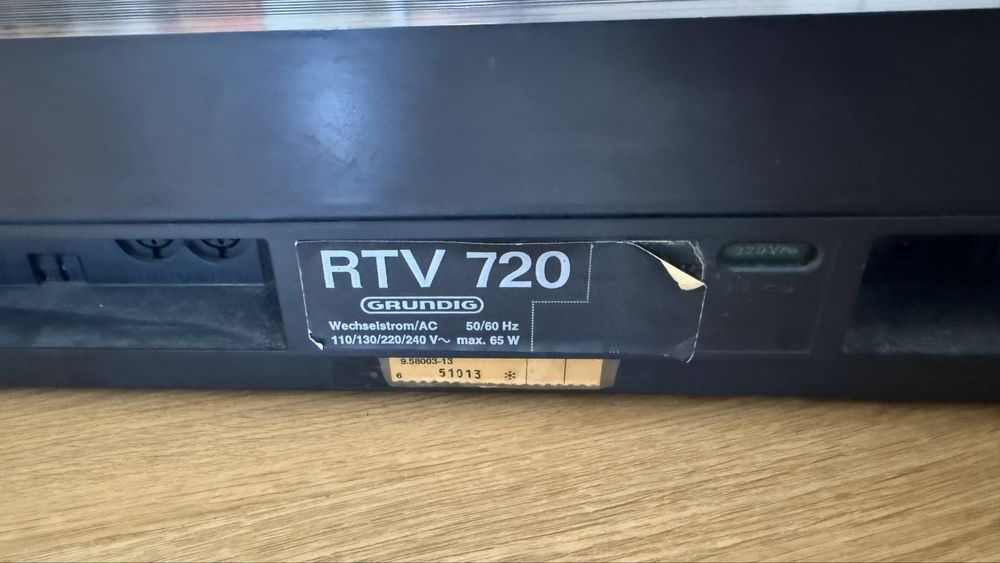 RTV 720
GRUNDIG
Wechselstrom/AC 50/60 Hz
110/130/220/240 V~ max. 65 W
220V~
9.58003-13
6 51013 *